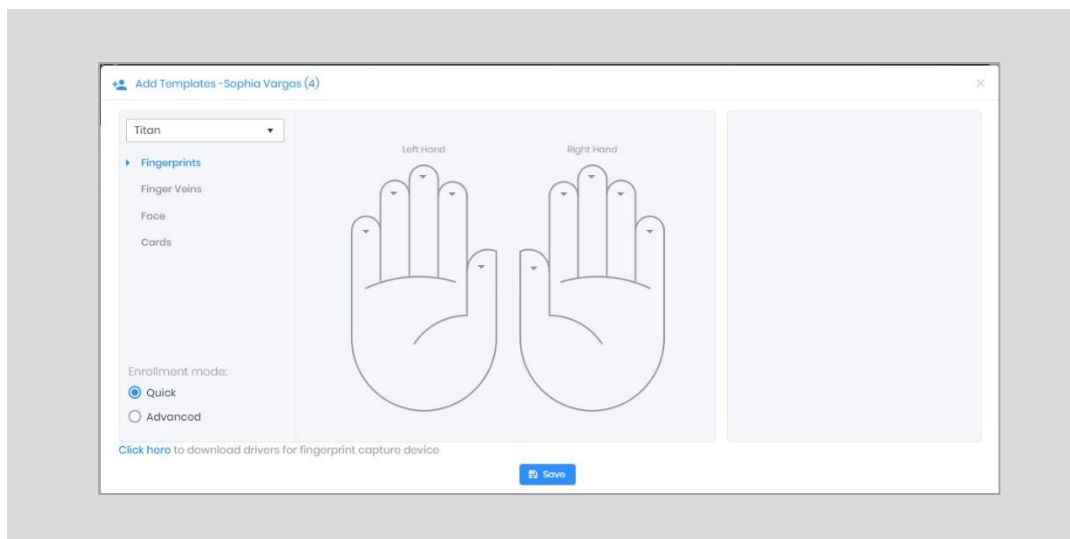 Add Templates -Sophia Vargas (4)
Titan
Fingerprints
Finger Veins
Face
Cards
Left Hand
Right Hand
Enrollment mode:
Quick
Advanced
Click here to download drivers for fingerprint capture device
Save